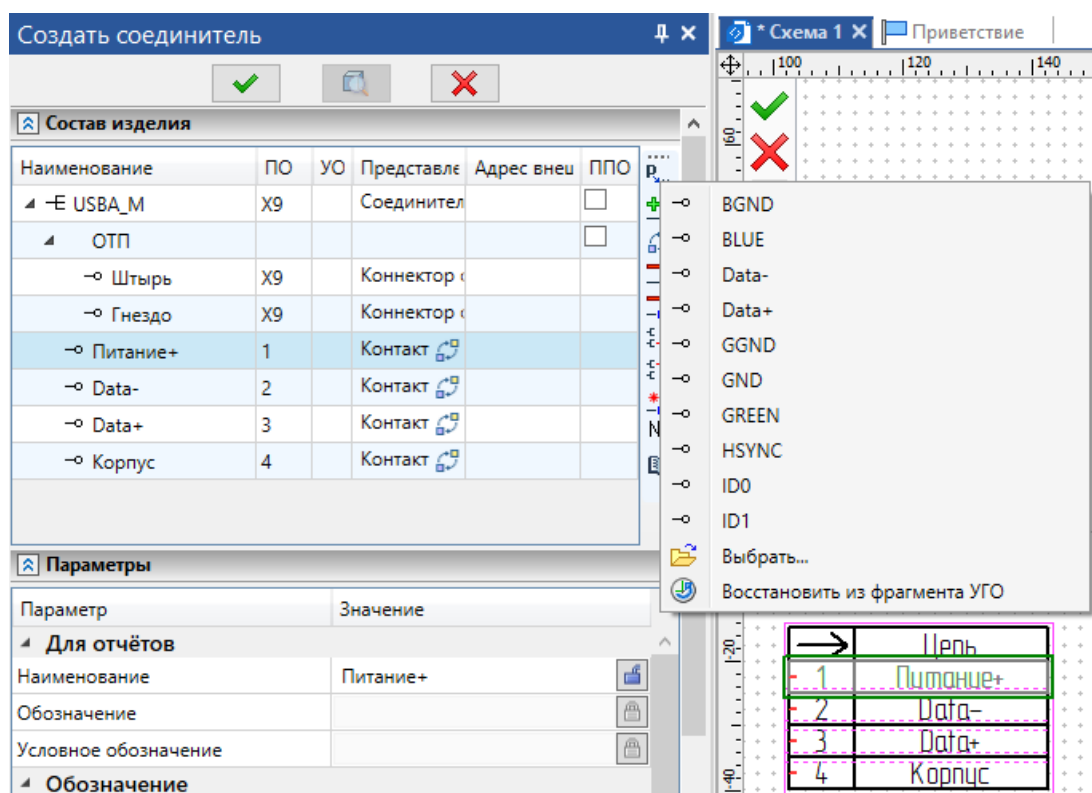 Создать соединитель
* Схема 1
Приветствие
100
120
140
60
Состав изделия
Наименование ПО УО Представле Адрес внеш ППО
USBA_M X9 Соединител
ОТП
Штырь X9 Коннектор
Гнездо X9 Коннектор
Питание+ 1 Контакт
Data- 2 Контакт
Data+ 3 Контакт
Корпус 4 Контакт
BGND
BLUE
Data-
Data+
GGND
GND
GREEN
HSYNC
ID0
ID1
Выбрать...
Восстановить из фрагмента УГО
Параметры
Параметр Значение
Для отчётов
Наименование Питание+
Обозначение
Условное обозначение
Обозначение
-20
-40
Цепь
1 Питание+
2 Data-
3 Data+
4 Корпус